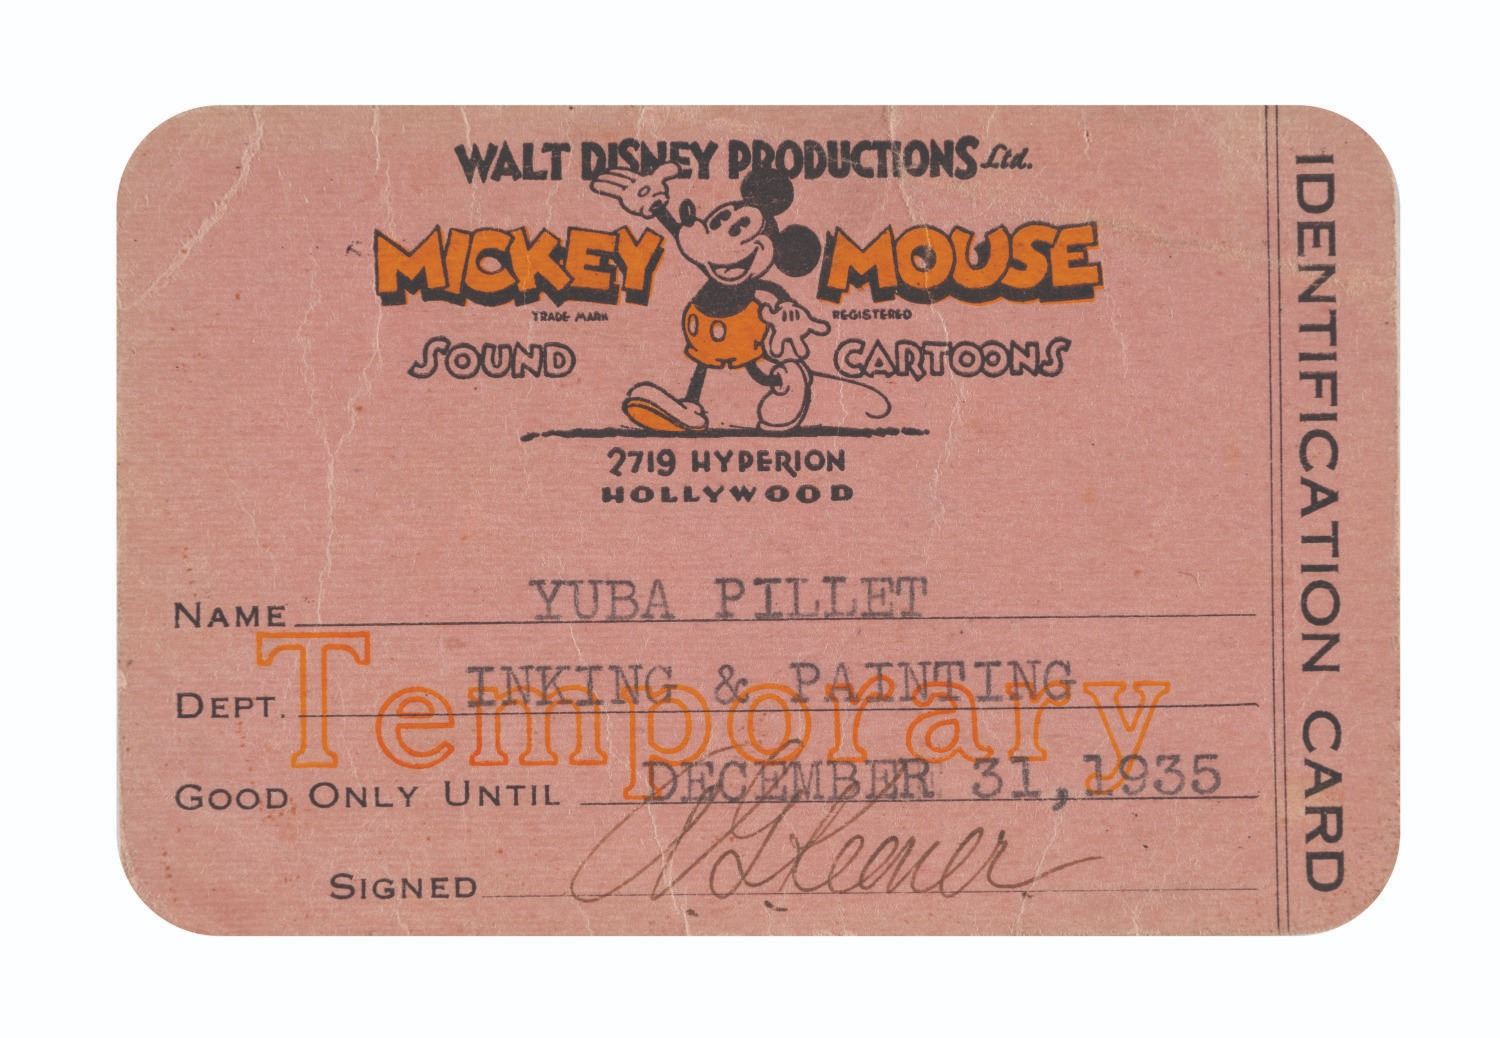 WALT DISNEY PRODUCTIONS Ltd.
MICKEY MOUSE
TRADE MARK REGISTERED
SOUND CARTOONS
2719 HYPERION
HOLLYWOOD
NAME YUBA PILLET
DEPT. INKING & PAINTING
Temporary
GOOD ONLY UNTIL DECEMBER 31, 1935
SIGNED
IDENTIFICATION CARD